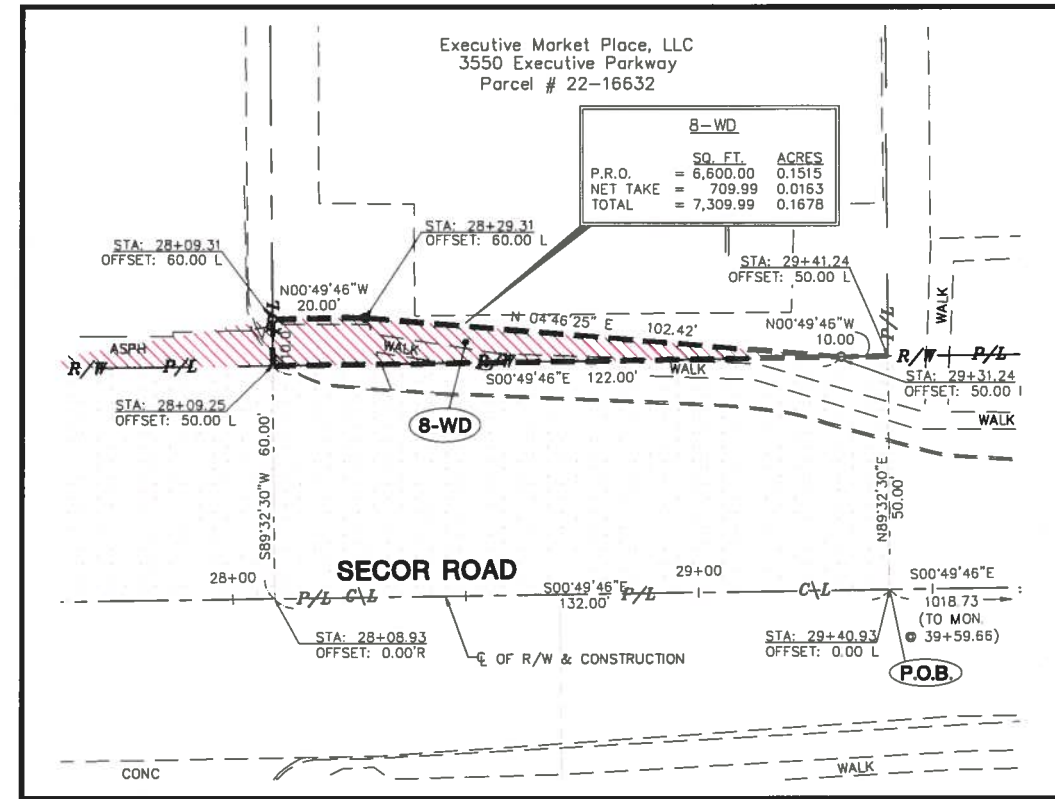 Executive Market Place, LLC
3550 Executive Parkway
Parcel # 22-16632
8-WD
SQ. FT. ACRES
P.R.O. = 6,600.00 0.1515
NET TAKE = 709.99 0.0163
TOTAL = 7,309.99 0.1678
STA: 28+29.31
OFFSET: 60.00 L
STA: 28+09.31
OFFSET: 60.00 L
STA: 29+41.24
OFFSET: 50.00 L
N00°49'46"W
20.00'
P/L
N 04°46'25" E
102.42'
N00°49'46"W
10.00
P/L
WALK
WALK
ASPH
10.0'
WALK
R/W
P/L
R/W
S00°49'46"E 122.00'
WALK
R/W
P/L
STA: 29+31.24
OFFSET: 50.00
STA: 28+09.25
OFFSET: 50.00 L
8-WD
WALK
S89°32'30"W 60.00'
N89°32'30"E
50.00'
SECOR ROAD
28+00
P/L
C\L
S00°49'46"E
132.00'
P/L
29+00
C\L
S00°49'46"E
1018.73
(TO MON.
@ 39+59.66)
STA: 28+08.93
OFFSET: 0.00'R
℄ OF R/W & CONSTRUCTION
STA: 29+40.93
OFFSET: 0.00 L
P.O.B.
CONC
WALK